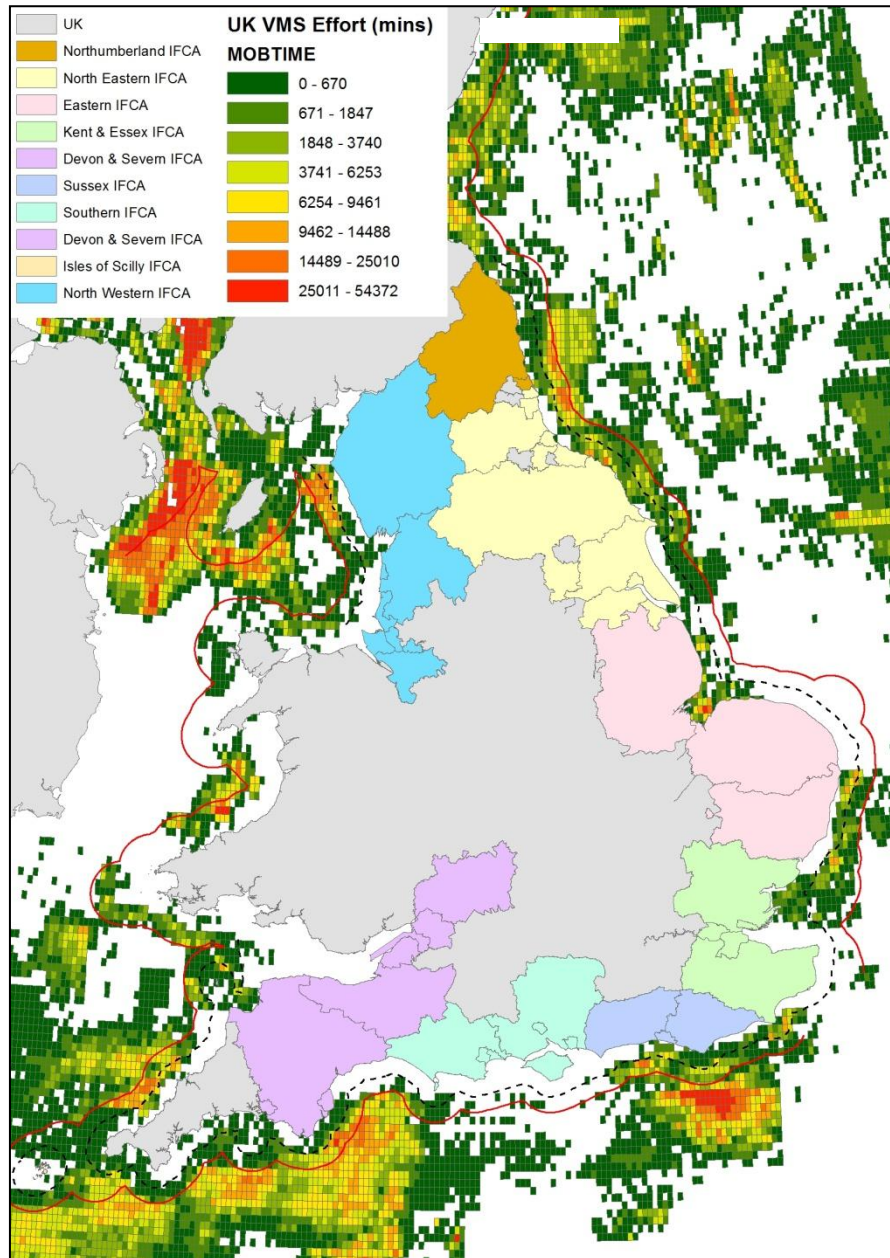 UK
Northumberland IFCA
North Eastern IFCA
Eastern IFCA
Kent & Essex IFCA
Devon & Severn IFCA
Sussex IFCA
Southern IFCA
Devon & Severn IFCA
Isles of Scilly IFCA
North Western IFCA
UK VMS Effort (mins)
MOBTIME
0 - 670
671 - 1847
1848 - 3740
3741 - 6253
6254 - 9461
9462 - 14488
14489 - 25010
25011 - 54372